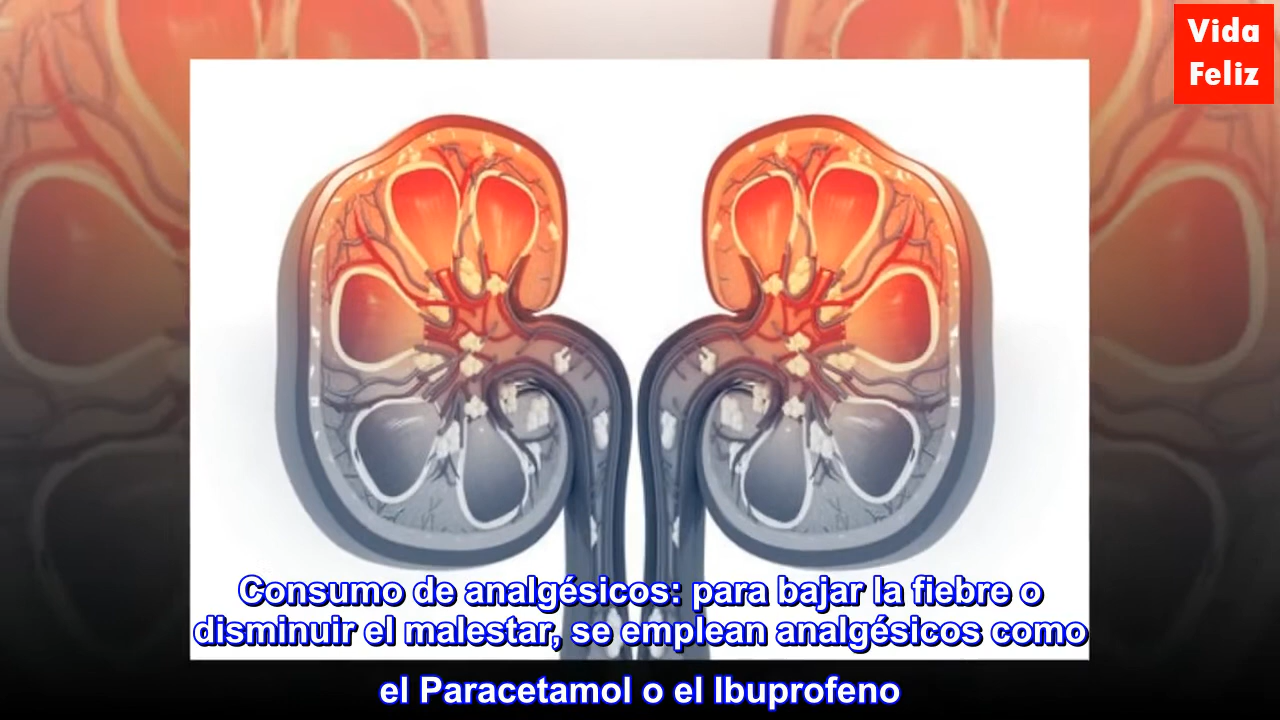 Vida
Feliz
Consumo de analgésicos: para bajar la fiebre o
disminuir el malestar, se emplean analgésicos como
el Paracetamol o el Ibuprofeno